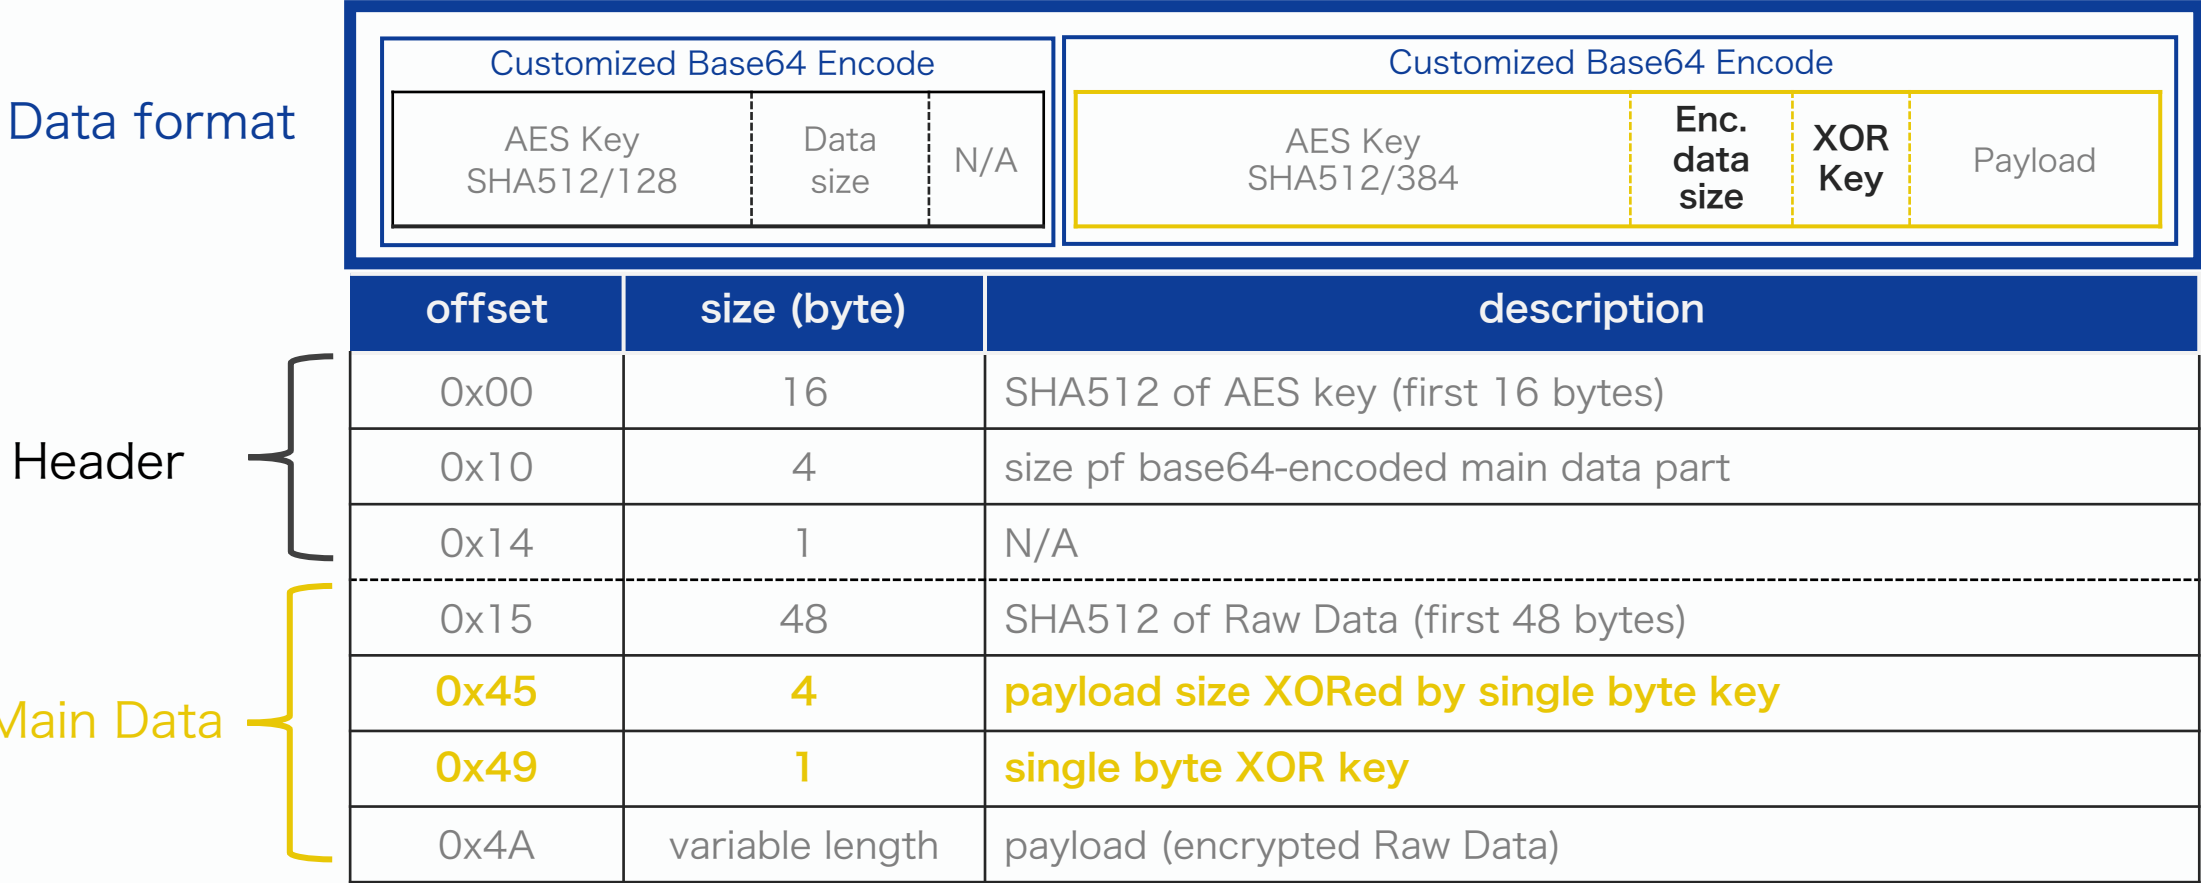 Data format
Customized Base64 Encode
AES Key
SHA512/128
Data
size
N/A
Customized Base64 Encode
AES Key
SHA512/384
Enc.
data
size
XOR
Key
Payload
offset size (byte) description
Header
0x00 16 SHA512 of AES key (first 16 bytes)
0x10 4 size pf base64-encoded main data part
0x14 1 N/A
Main Data
0x15 48 SHA512 of Raw Data (first 48 bytes)
0x45 4 payload size XORed by single byte key
0x49 1 single byte XOR key
0x4A variable length payload (encrypted Raw Data)